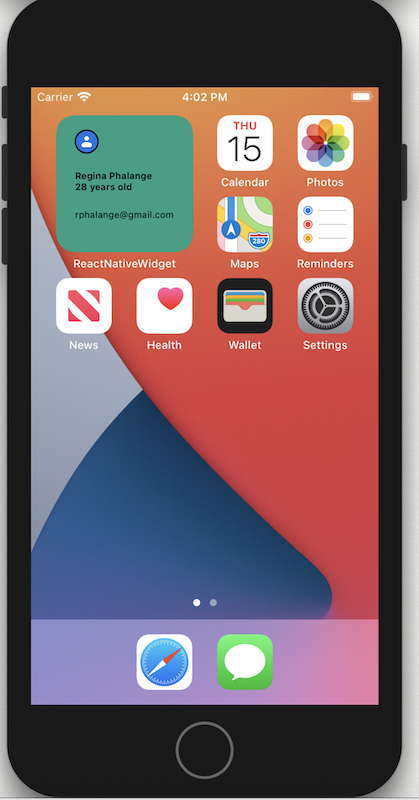 Carrier
4:02 PM
Regina Phalange
28 years old
rphalange@gmail.com
ReactNativeWidget
THU
15
Calendar
Photos
280
Maps
Reminders
News
Health
Wallet
Settings